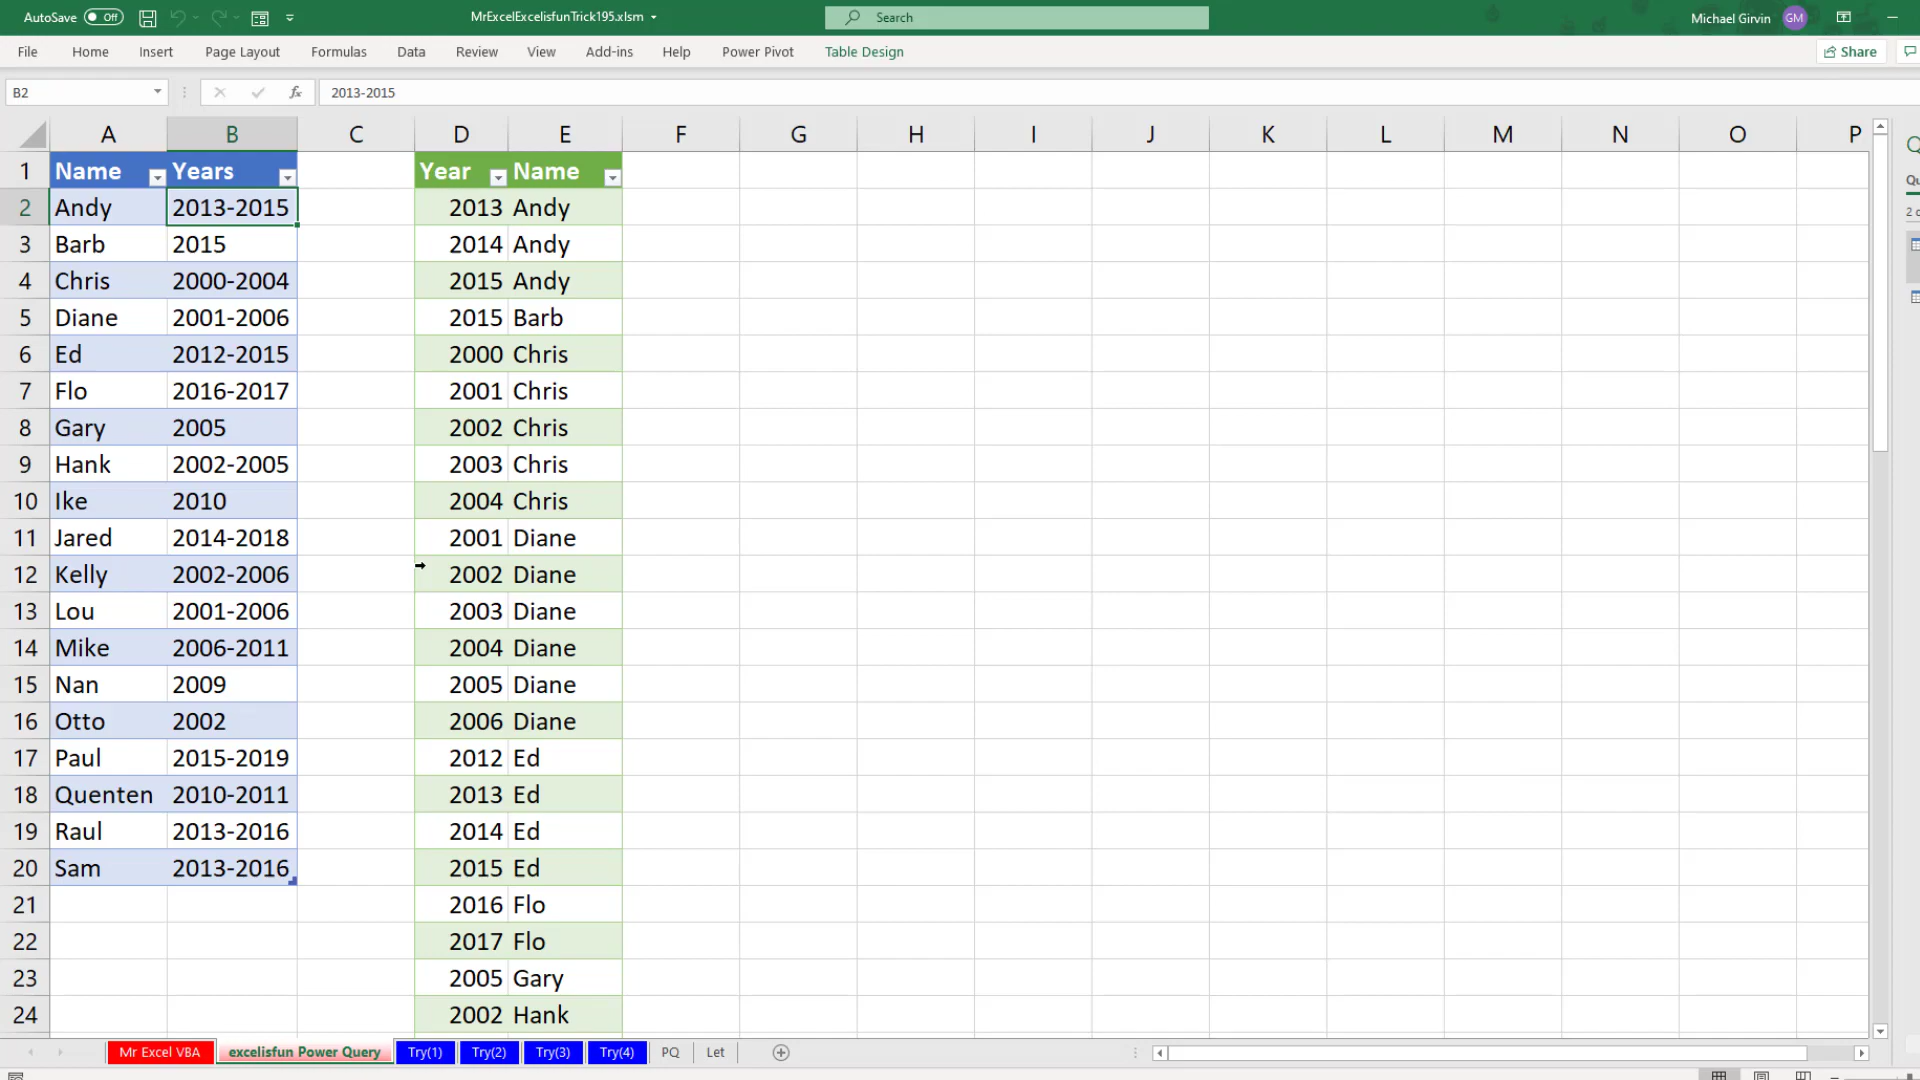 AutoSave Off MrExcelExcelisfunTrick195.xlsm Search Michael Girvin GM
File Home Insert Page Layout Formulas Data Review View Add-ins Help Power Pivot Table Design Share
B2 fx 2013-2015
A B C D E F G H I J K L M N O P
1 Name Years Year Name
2 Andy 2013-2015 2013 Andy
3 Barb 2015 2014 Andy
4 Chris 2000-2004 2015 Andy
5 Diane 2001-2006 2015 Barb
6 Ed 2012-2015 2000 Chris
7 Flo 2016-2017 2001 Chris
8 Gary 2005 2002 Chris
9 Hank 2002-2005 2003 Chris
10 Ike 2010 2004 Chris
11 Jared 2014-2018 2001 Diane
12 Kelly 2002-2006 2002 Diane
13 Lou 2001-2006 2003 Diane
14 Mike 2006-2011 2004 Diane
15 Nan 2009 2005 Diane
16 Otto 2002 2006 Diane
17 Paul 2015-2019 2012 Ed
18 Quenten 2010-2011 2013 Ed
19 Raul 2013-2016 2014 Ed
20 Sam 2013-2016 2015 Ed
21 2016 Flo
22 2017 Flo
23 2005 Gary
24 2002 Hank
Mr Excel VBA excelisfun Power Query Try(1) Try(2) Try(3) Try(4) PQ Let